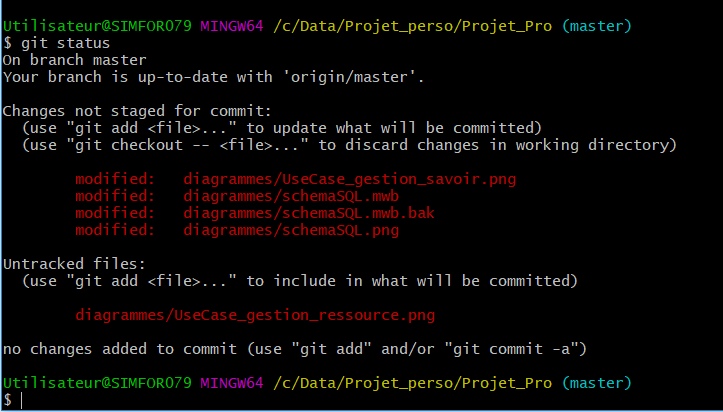 Utilisateur@SIMFOR079 MINGW64 /c/Data/Projet_perso/Projet_Pro (master)
$ git status
On branch master
Your branch is up-to-date with 'origin/master'.
Changes not staged for commit:
  (use "git add <file>..." to update what will be committed)
  (use "git checkout -- <file>..." to discard changes in working directory)
        modified:   diagrammes/UseCase_gestion_savoir.png
        modified:   diagrammes/schemaSQL.mwb
        modified:   diagrammes/schemaSQL.mwb.bak
        modified:   diagrammes/schemaSQL.png
Untracked files:
  (use "git add <file>..." to include in what will be committed)
        diagrammes/UseCase_gestion_ressource.png
no changes added to commit (use "git add" and/or "git commit -a")
Utilisateur@SIMFOR079 MINGW64 /c/Data/Projet_perso/Projet_Pro (master)
$